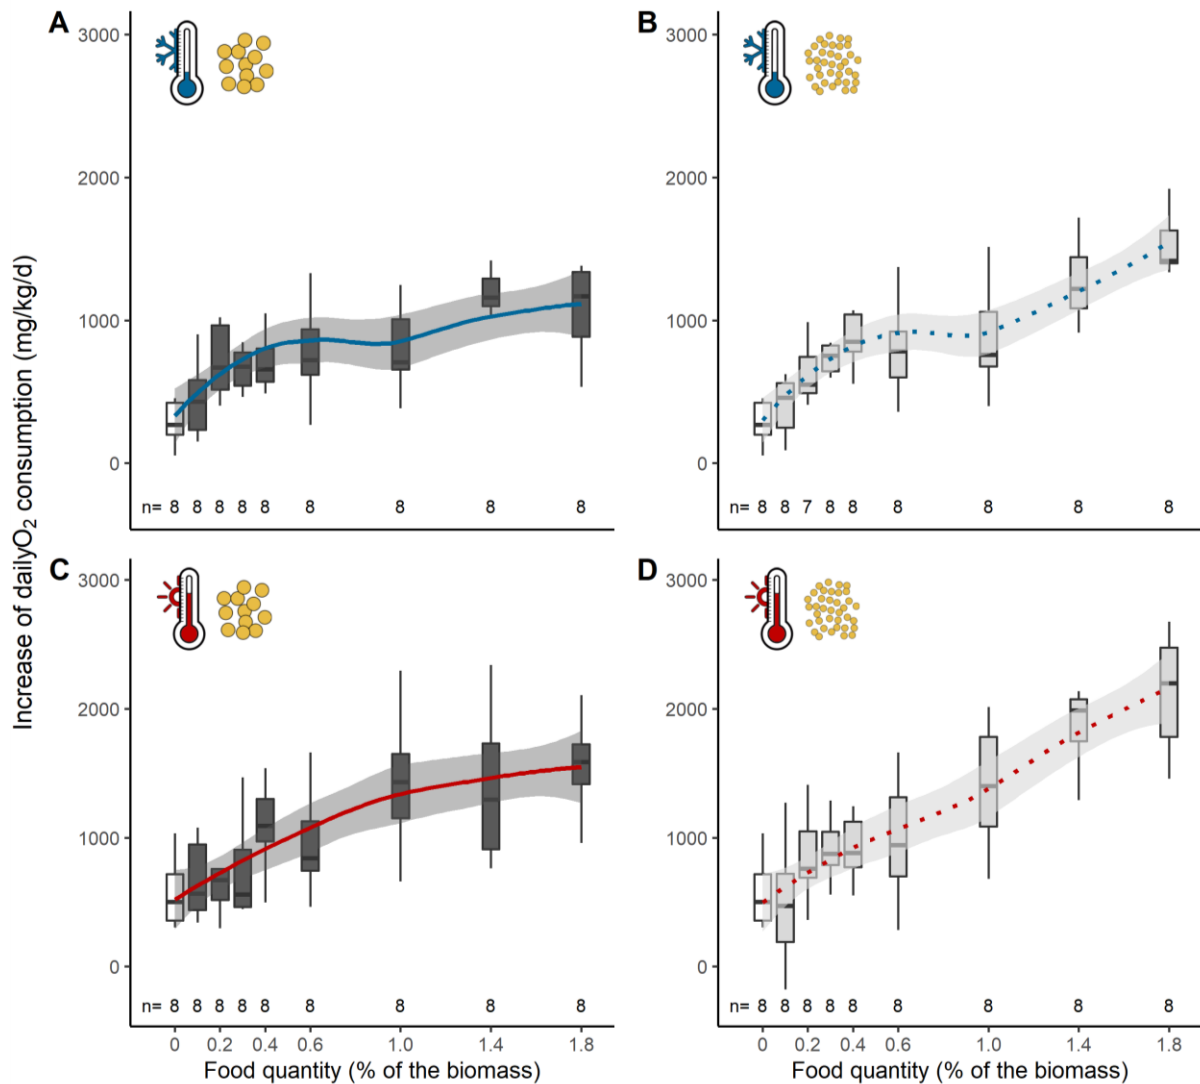 A
B
3000
3000
2000
2000
1000
1000
0
0
n= 8 8 8 8 8 8 8 8 8
n= 8 8 7 8 8 8 8 8 8
C
D
3000
3000
2000
2000
1000
1000
0
0
n= 8 8 8 8 8 8 8 8 8
n= 8 8 8 8 8 8 8 8 8
0 0.2 0.4 0.6 1.0 1.4 1.8
0 0.2 0.4 0.6 1.0 1.4 1.8
Food quantity (% of the biomass)
Food quantity (% of the biomass)
Increase of dailyO₂ consumption (mg/kg/d)